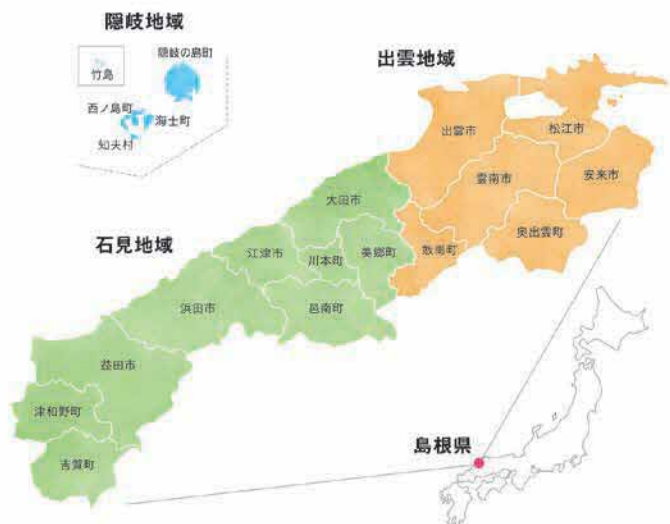 隠岐地域
隠岐の島町
竹島
西ノ島町
海士町
知夫村
出雲地域
出雲市
松江市
安来市
雲南市
奥出雲町
飯南町
大田市
石見地域
江津市
川本町
美郷町
浜田市
邑南町
益田市
津和野町
吉賀町
島根県